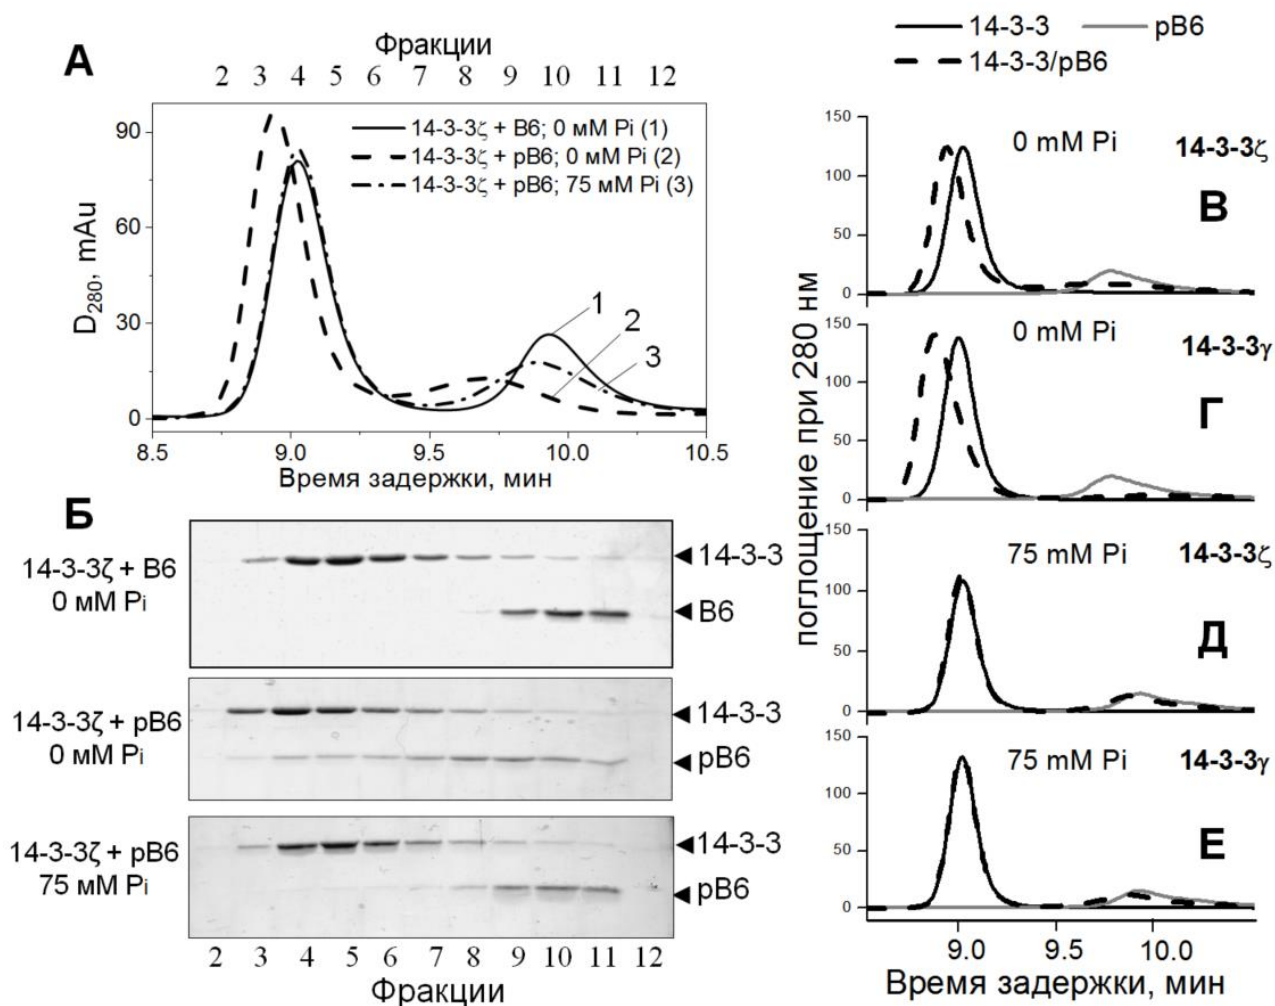 А
Фракции
2 3 4 5 6 7 8 9 10 11 12
14-3-3ζ + B6; 0 мМ Pi (1)
14-3-3ζ + pB6; 0 мМ Pi (2)
14-3-3ζ + pB6; 75 мМ Pi (3)
D280, mAu
90
60
30
0
1
2
3
8.5 9.0 9.5 10.0 10.5
Время задержки, мин
Б
14-3-3ζ + B6
0 мМ Pi
14-3-3
B6
14-3-3ζ + pB6
0 мМ Pi
14-3-3
pB6
14-3-3ζ + pB6
75 мМ Pi
14-3-3
pB6
2 3 4 5 6 7 8 9 10 11 12
Фракции
14-3-3 pB6
14-3-3/pB6
поглощение при 280 нм
150
100
50
0
0 mM Pi
14-3-3ζ
В
150
100
50
0
0 mM Pi
14-3-3γ
Г
150
100
50
0
75 mM Pi
14-3-3ζ
Д
150
100
50
0
75 mM Pi
14-3-3γ
Е
9.0 9.5 10.0
Время задержки, мин